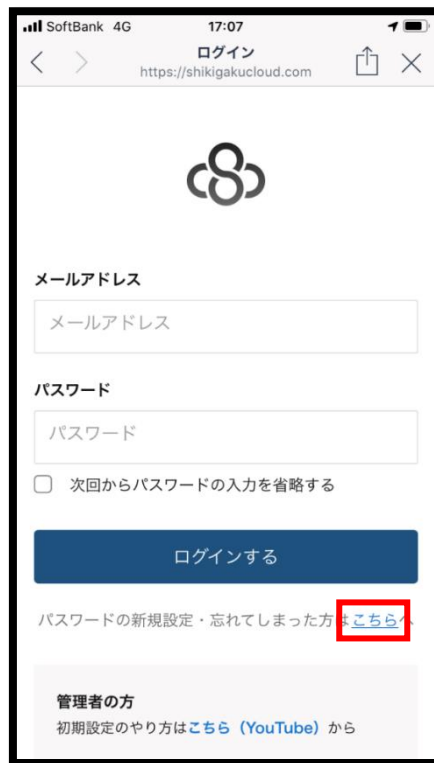 SoftBank 4G 17:07
ログイン
https://shikigakucloud.com
メールアドレス
メールアドレス
パスワード
パスワード
次回からパスワードの入力を省略する
ログインする
パスワードの新規設定・忘れてしまった方はこちらへ
管理者の方
初期設定のやり方はこちら（YouTube）から